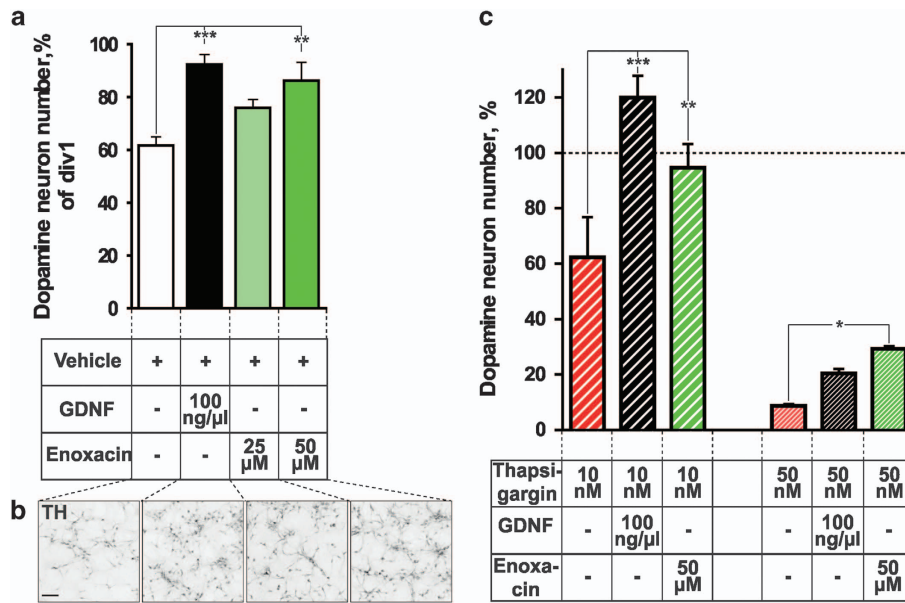 a
Dopamine neuron number,%
of div1
100
80
60
40
20
0
***
**
Vehicle + + + +
GDNF - 100 ng/µl - -
Enoxacin - - 25 µM 50 µM
b
TH
c
Dopamine neuron number, %
120
100
80
60
40
20
0
***
**
*
Thapsi-
gargin 10 nM 10 nM 10 nM 50 nM 50 nM 50 nM
GDNF - 100 ng/µl - - 100 ng/µl -
Enoxa-
cin - - 50 µM - - 50 µM